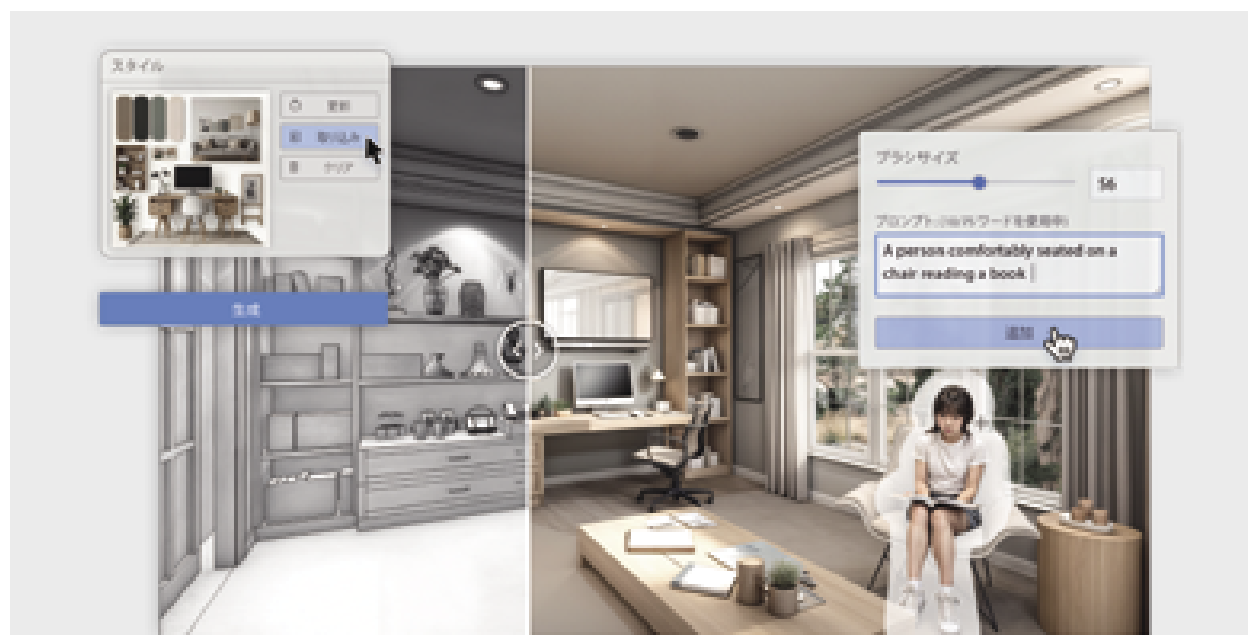 スタイル
更新
取り込み
クリア
生成
ブラシサイズ
56
A person comfortably seated on a
chair reading a book
追加